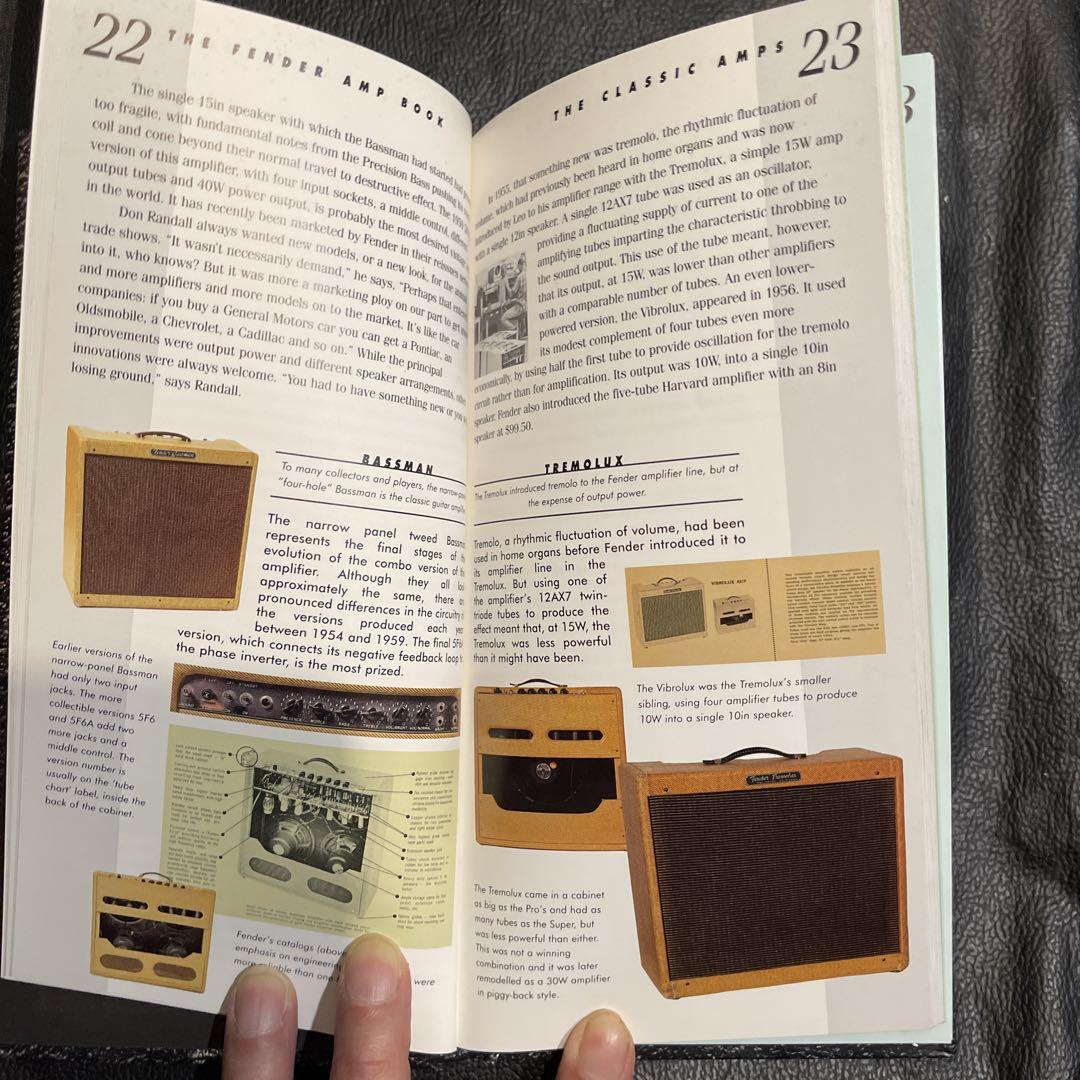 22 THE FENDER AMP BOOK
The single 15in speaker with which the Bassman had started had
too fragile, with fundamental notes from the Precision Bass pushing
coil and cone beyond their normal travel to destructive effect. The
version of this amplifier, with four input sockets, a middle control,
output tubes and 40W power output, is probably the most desired
in the world. It has recently been marketed by Fender in their reissues
Don Randall always wanted new models, or a new look, for the
trade shows. "It wasn't necessarily demand," he says, "Perhaps that
into it, who knows? But it was more a marketing ploy on our part to get
and more amplifiers and more models on to the market. It's like the car
companies: if you buy a General Motors car you can get a Pontiac, an
Oldsmobile, a Chevrolet, a Cadillac and so on." While the principal
improvements were output power and different speaker arrangements,
innovations were always welcome. "You had to have something new or you
losing ground," says Randall.
BASSMAN
To many collectors and players, the narrow
"four-hole" Bassman is the classic guitar
The narrow panel tweed
represents the final stages of
evolution of the combo version of
amplifier. Although they all
approximately the same, there
pronounced differences in the circuitry
the versions produced each
between 1954 and 1959. The final
version, which connects its negative feedback loop
the phase inverter, is the most prized.
Earlier versions of the
narrow-panel Bassman
had only two input
jacks. The more
collectible versions 5F6
and 5F6A add two
more jacks and a
middle control. The
version number is
usually on the 'tube
chart' label, inside the
back of the cabinet.
Fender's catalogs
emphasis on engineering
than one were
THE CLASSIC AMPS 23
In 1955, that something new was tremolo, the rhythmic fluctuation of
volume, which had previously been heard in home organs and was now
introduced by Leo to his amplifier range with the Tremolux, a simple 15W amp
with a single 12in speaker. A single 12AX7 tube was used as an oscillator,
providing a fluctuating supply of current to one of the
amplifying tubes imparting the characteristic throbbing to
the sound output. This use of the tube meant, however,
that its output, at 15W, was lower than other amplifiers
with a comparable number of tubes. An even lower-
powered version, the Vibrolux, appeared in 1956. It used
its modest complement of four tubes even more
economically, by using half the first tube to provide oscillation for the tremolo
circuit rather than for amplification. Its output was 10W, into a single 10in
speaker. Fender also introduced the five-tube Harvard amplifier with an 8in
speaker at $99.50.
TREMOLUX
The Tremolux introduced tremolo to the Fender amplifier line, but at
the expense of output power.
Tremolo, a rhythmic fluctuation of volume, had been
used in home organs before Fender introduced it to
its amplifier line in the
Tremolux. But using one of
the amplifier's 12AX7 twin-
triode tubes to produce the
effect meant that, at 15W, the
Tremolux was less powerful
than it might have been.
VIBROLUX AMP
The Vibrolux was the Tremolux's smaller
sibling, using four amplifier tubes to produce
10W into a single 10in speaker.
Fender Tremolux
The Tremolux came in a cabinet
as big as the Pro's and had as
many tubes as the Super, but
was less powerful than either.
This was not a winning
combination and it was later
remodelled as a 30W amplifier
in piggy-back style.